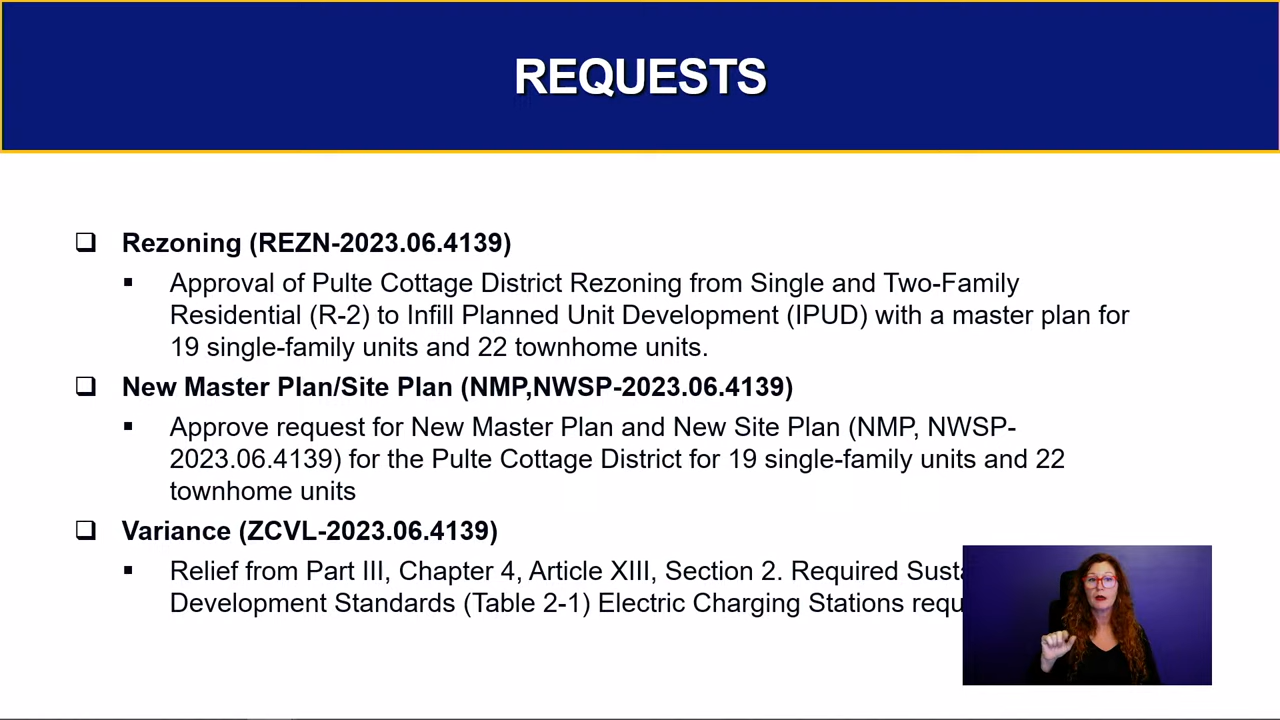 REQUESTS
Rezoning (REZN-2023.06.4139)
Approval of Pulte Cottage District Rezoning from Single and Two-Family
Residential (R-2) to Infill Planned Unit Development (IPUD) with a master plan for
19 single-family units and 22 townhome units.
New Master Plan/Site Plan (NMP,NWSP-2023.06.4139)
Approve request for New Master Plan and New Site Plan (NMP, NWSP-
2023.06.4139) for the Pulte Cottage District for 19 single-family units and 22
townhome units
Variance (ZCVL-2023.06.4139)
Relief from Part III, Chapter 4, Article XIII, Section 2. Required
Development Standards (Table 2-1) Electric Charging Stations